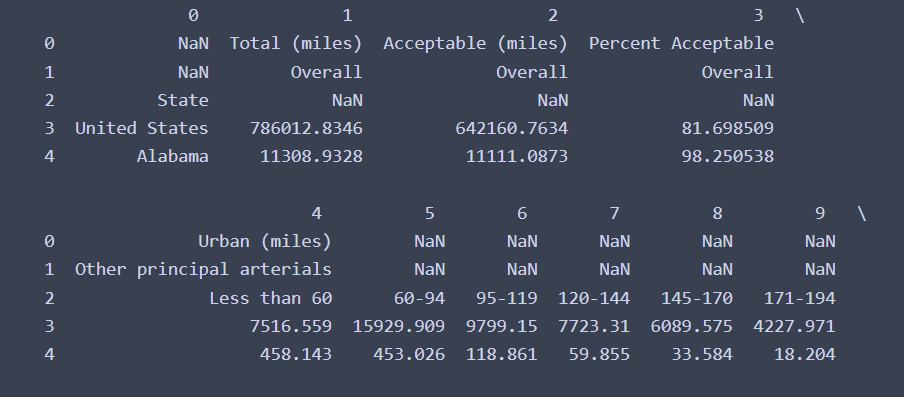 0 1 2 3 \
0 NaN Total (miles) Acceptable (miles) Percent Acceptable
1 NaN Overall Overall Overall
2 State NaN NaN NaN
3 United States 786012.8346 642160.7634 81.698509
4 Alabama 11308.9328 11111.0873 98.250538
4 5 6 7 8 9 \
0 Urban (miles) NaN NaN NaN NaN NaN
1 Other principal arterials NaN NaN NaN NaN NaN
2 Less than 60 60-94 95-119 120-144 145-170 171-194
3 7516.559 15929.909 9799.15 7723.31 6089.575 4227.971
4 458.143 453.026 118.861 59.855 33.584 18.204